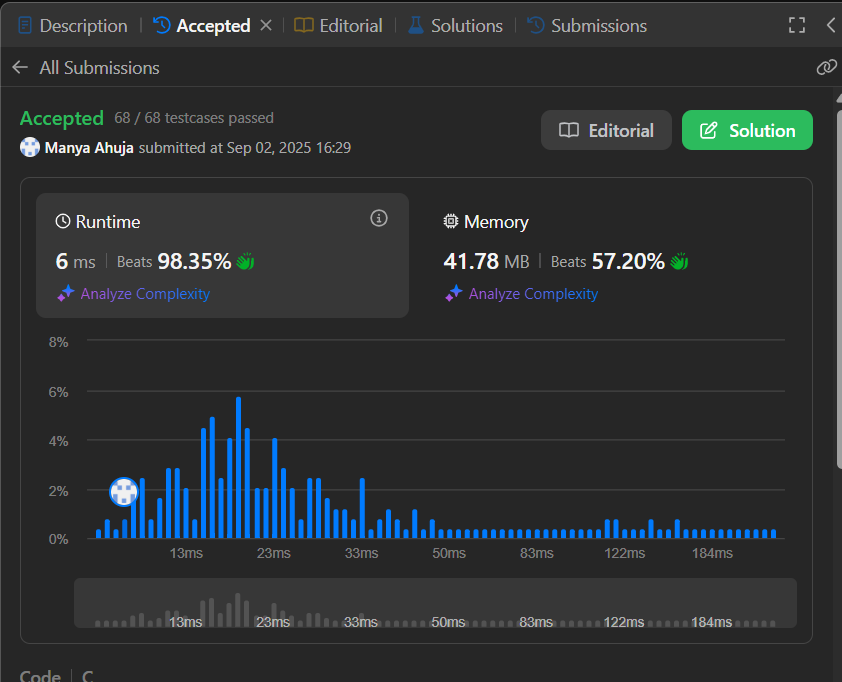 Description Accepted Editorial Solutions Submissions
All Submissions
Accepted 68 / 68 testcases passed
Manya Ahuja submitted at Sep 02, 2025 16:29
Editorial Solution
Runtime
6 ms Beats 98.35%
Analyze Complexity
Memory
41.78 MB Beats 57.20%
Analyze Complexity
8%
6%
4%
2%
0%
13ms 23ms 33ms 50ms 83ms 122ms 184ms
13ms 23ms 33ms 50ms 83ms 122ms 184ms
Code C